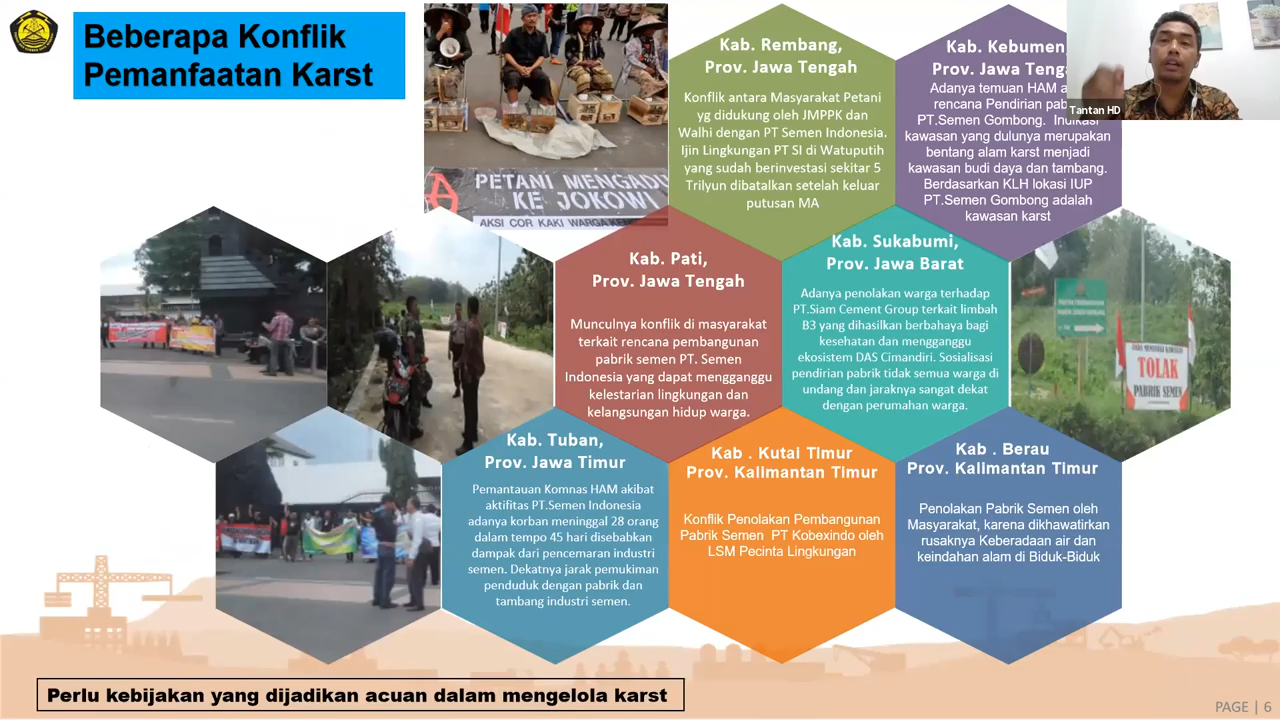 Beberapa Konflik
Pemanfaatan Karst
PETANI MENGADU
KE JOKOWI
AKSI COR KAKI WARGA
Kab. Rembang,
Prov. Jawa Tengah
Konflik antara Masyarakat Petani
yg didukung oleh JMPPK dan
Walhi dengan PT Semen Indonesia.
Ijin Lingkungan PT SI di Watuputih
yang sudah berinvestasi sekitar 5
Trilyun dibatalkan setelah keluar
putusan MA
Kab. Kebumen,
Prov. Jawa
Adanya temuan HAM
rencana Pendirian
PT.Semen Gombong.
kawasan yang dulunya merupakan
bentang alam karst menjadi
kawasan budi daya dan tambang.
Berdasarkan KLH lokasi IUP
PT.Semen Gombong adalah
kawasan karst
Tantan HD
Kab. Pati,
Prov. Jawa Tengah
Munculnya konflik di masyarakat
terkait rencana pembangunan
pabrik semen PT. Semen
Indonesia yang dapat mengganggu
kelestarian lingkungan dan
kelangsungan hidup warga.
Kab. Sukabumi,
Prov. Jawa Barat
Adanya penolakan warga terhadap
PT.Siam Cement Group terkait limbah
B3 yang dihasilkan berbahaya bagi
kesehatan dan mengganggu
ekosistem DAS Cimandiri. Sosialisasi
pendirian pabrik tidak semua warga di
undang dan jaraknya sangat dekat
dengan perumahan warga.
TOLAK
PABRIK SEMEN
Kab. Tuban,
Prov. Jawa Timur
Pemantauan Komnas HAM akibat
aktifitas PT.Semen Indonesia
adanya korban meninggal 28 orang
dalam tempo 45 hari disebabkan
dampak dari pencemaran industri
semen. Dekatnya jarak pemukiman
penduduk dengan pabrik dan
tambang industri semen.
Kab . Kutai TImur
Prov. Kalimantan Timur
Konflik Penolakan Pembangunan
Pabrik Semen PT Kobexindo oleh
LSM Pecinta Lingkungan
Kab . Berau
Prov. Kalimantan Timur
Penolakan Pabrik Semen oleh
Masyarakat, karena dikhawatirkan
rusaknya Keberadaan air dan
keindahan alam di Biduk-Biduk
Perlu kebijakan yang dijadikan acuan dalam mengelola karst
PAGE | 6